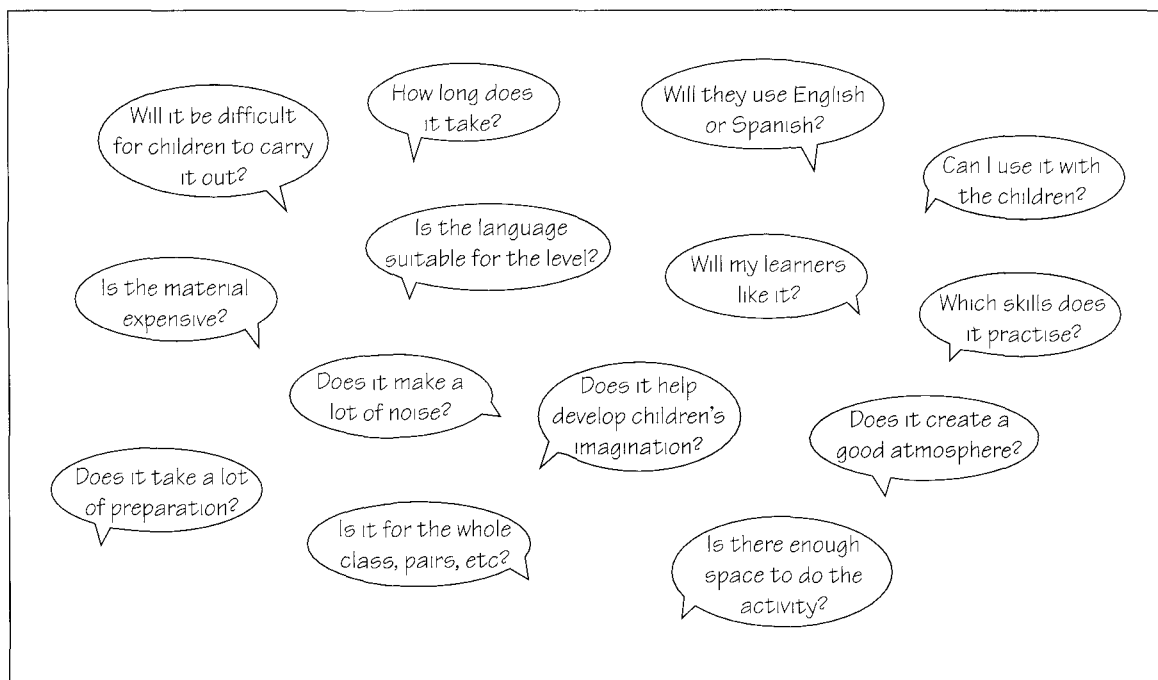 Will it be difficult
for children to carry
it out?
How long does
it take?
Will they use English
or Spanish?
Can I use it with
the children?
Is the language
suitable for the level?
Will my learners
like it?
Is the material
expensive?
Which skills does
it practise?
Does it make a
lot of noise?
Does it help
develop children's
imagination?
Does it create a
good atmosphere?
Does it take a lot
of preparation?
Is it for the whole
class, pairs, etc?
Is there enough
space to do the
activity?